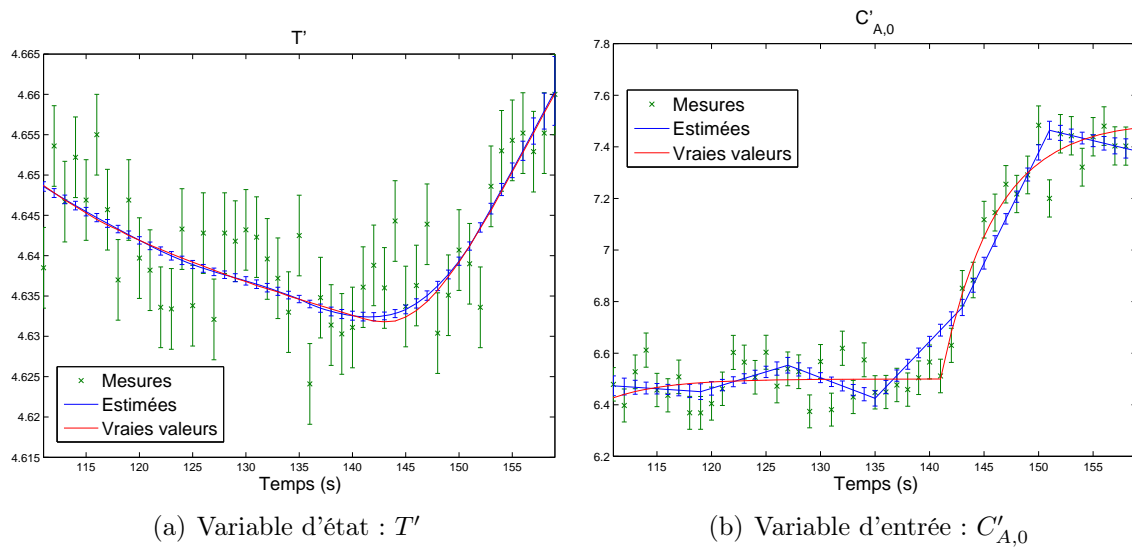 T'
4.665
4.66
4.655
4.65
4.645
4.64
4.635
4.63
4.625
4.62
4.615
Mesures
Estimées
Vraies valeurs
115 120 125 130 135 140 145 150 155
Temps (s)
(a) Variable d'état : T'
C'A,0
7.8
7.6
7.4
7.2
7
6.8
6.6
6.4
6.2
Mesures
Estimées
Vraies valeurs
115 120 125 130 135 140 145 150 155
Temps (s)
(b) Variable d'entrée : C'A,0